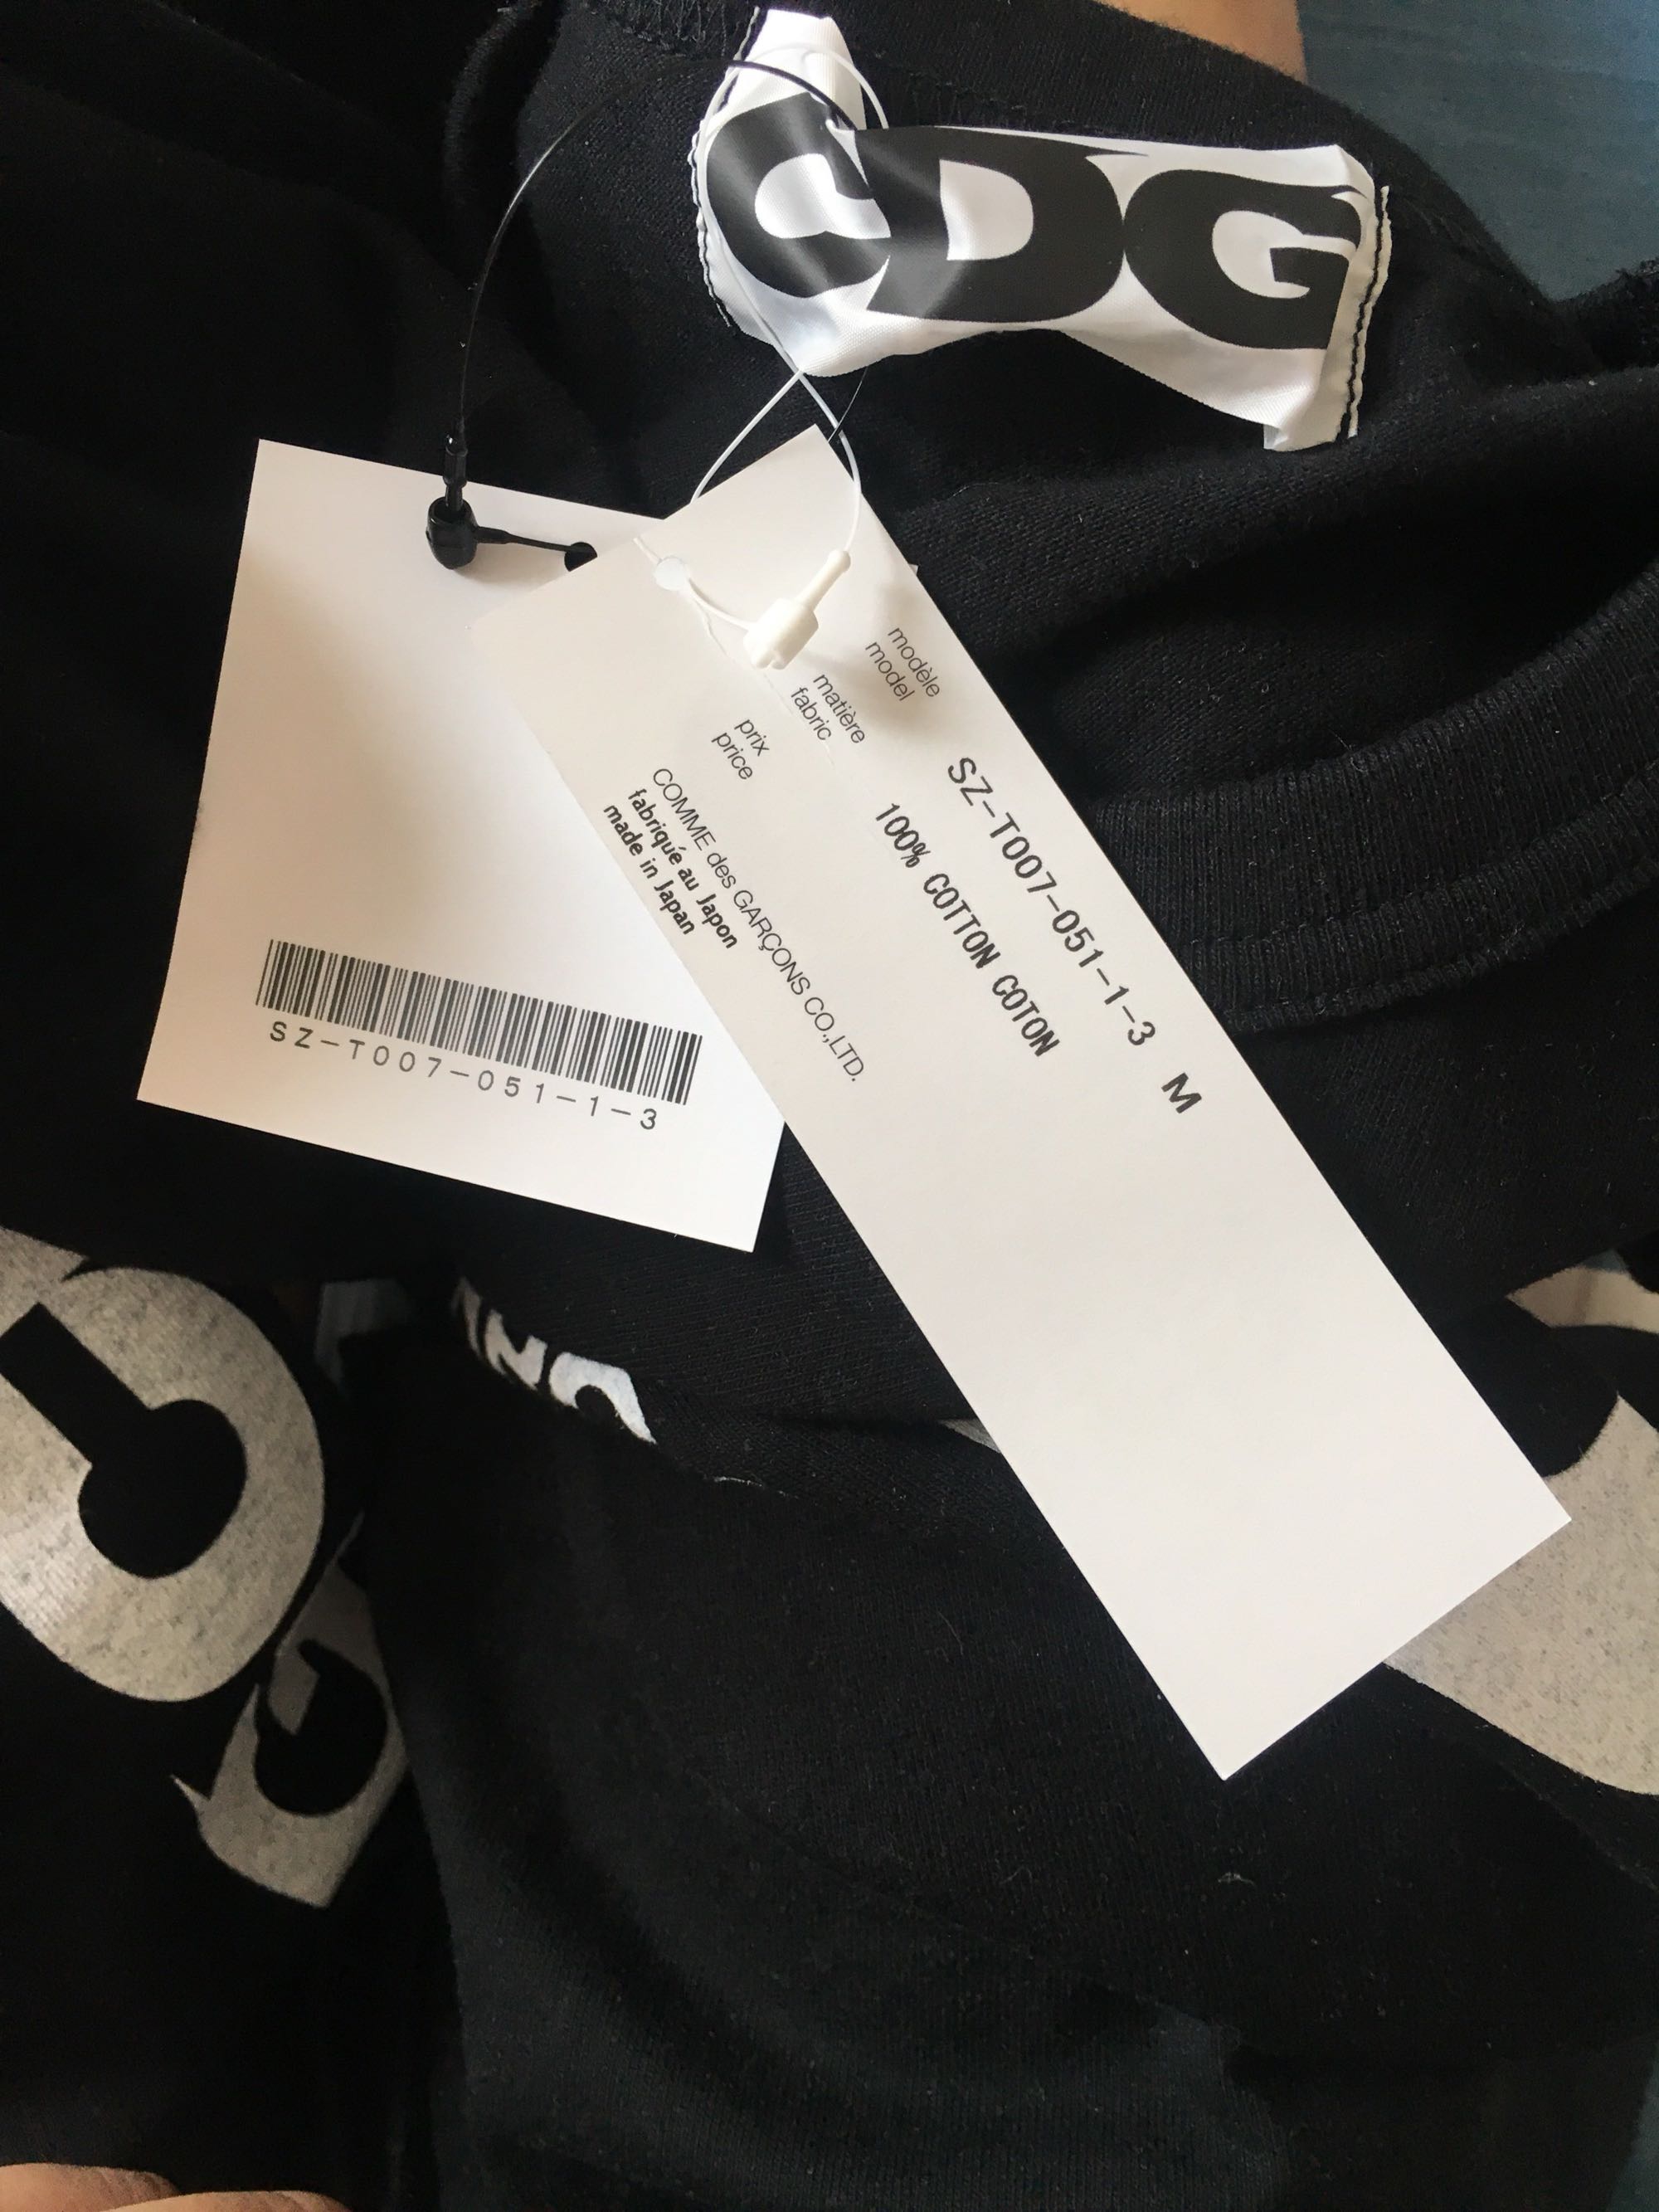 CDG
modèle
model
SZ-T007-051-1-3 M
matière
fabric
100% COTTON COTON
prix
price
COMME des GARÇONS CO.,LTD.
fabriqué au Japon
made in Japan
SZ-T007-051-1-3